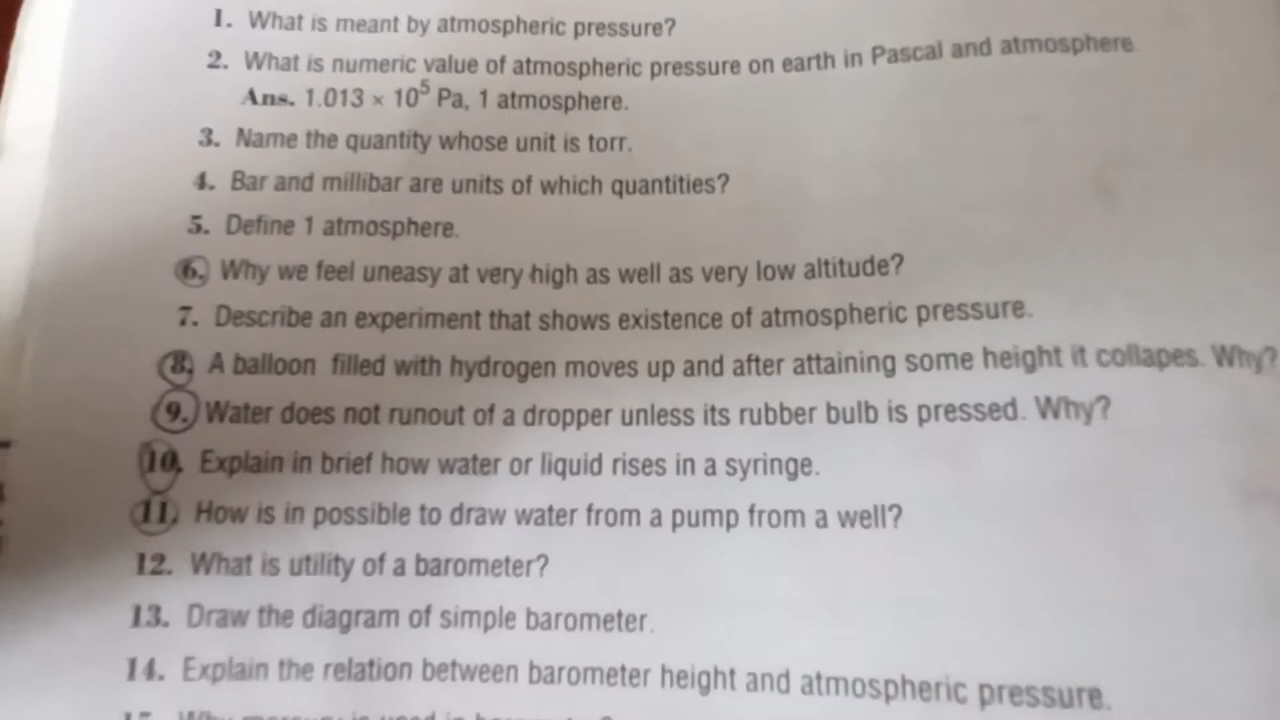 1. What is meant by atmospheric pressure?
2. What is numeric value of atmospheric pressure on earth in Pascal and atmosphere.
Ans. 1.013 × 10⁵ Pa, 1 atmosphere.
3. Name the quantity whose unit is torr.
4. Bar and millibar are units of which quantities?
5. Define 1 atmosphere.
6. Why we feel uneasy at very high as well as very low altitude?
7. Describe an experiment that shows existence of atmospheric pressure.
8. A balloon filled with hydrogen moves up and after attaining some height it collapes. Why?
9. Water does not runout of a dropper unless its rubber bulb is pressed. Why?
10. Explain in brief how water or liquid rises in a syringe.
11. How is in possible to draw water from a pump from a well?
12. What is utility of a barometer?
13. Draw the diagram of simple barometer.
14. Explain the relation between barometer height and atmospheric pressure.